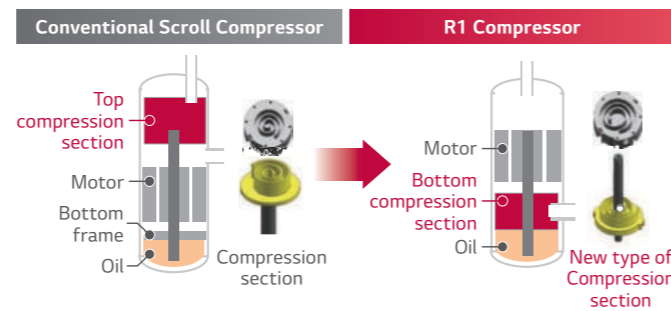 Conventional Scroll Compressor
R1 Compressor
Top
compression
section
Motor
Bottom
frame
Oil
Compression
section
Motor
Bottom
compression
section
Oil
New type of
Compression
section